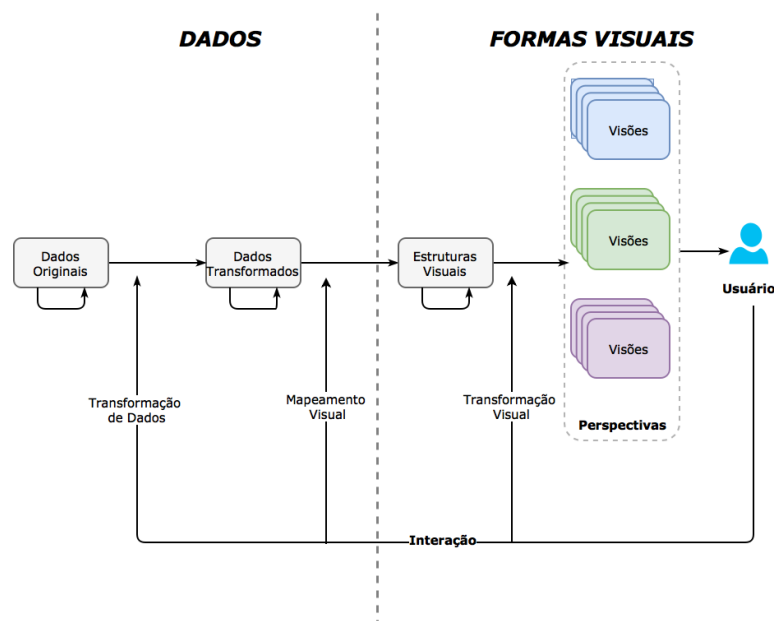 DADOS
FORMAS VISUAIS
Visões
Visões
Visões
Perspectivas
Dados
Originais
Dados
Transformados
Estruturas
Visuais
Usuário
Transformação
de Dados
Mapeamento
Visual
Transformação
Visual
Interação